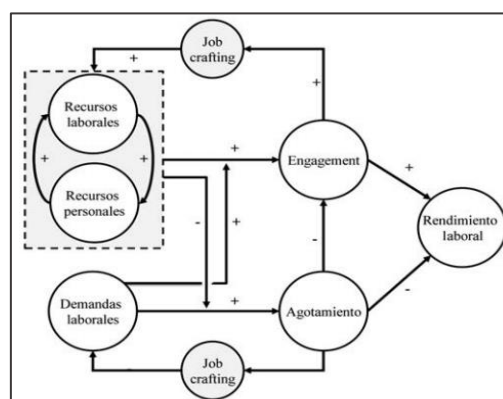 Job
crafting
+
+
Recursos
laborales
+
+
+
Engagement
+
Recursos
personales
Rendimiento
laboral
-
+
-
Demandas
laborales
+
Agotamiento
-
-
Job
crafting